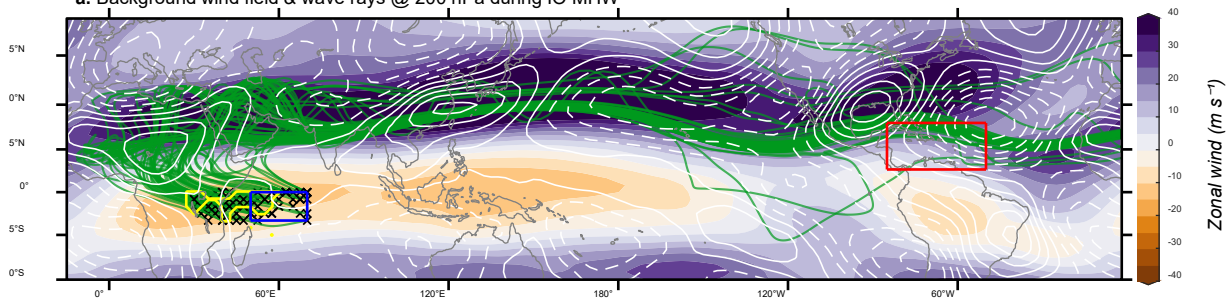 a. Background wind field & wave rays @ 200 hPa during IO MHW
5°N
0°N
5°N
0°
5°S
0°S
0°
60°E
120°E
180°
120°W
60°W
40
30
20
10
0
-10
-20
-30
-40
Zonal wind (m s⁻¹)